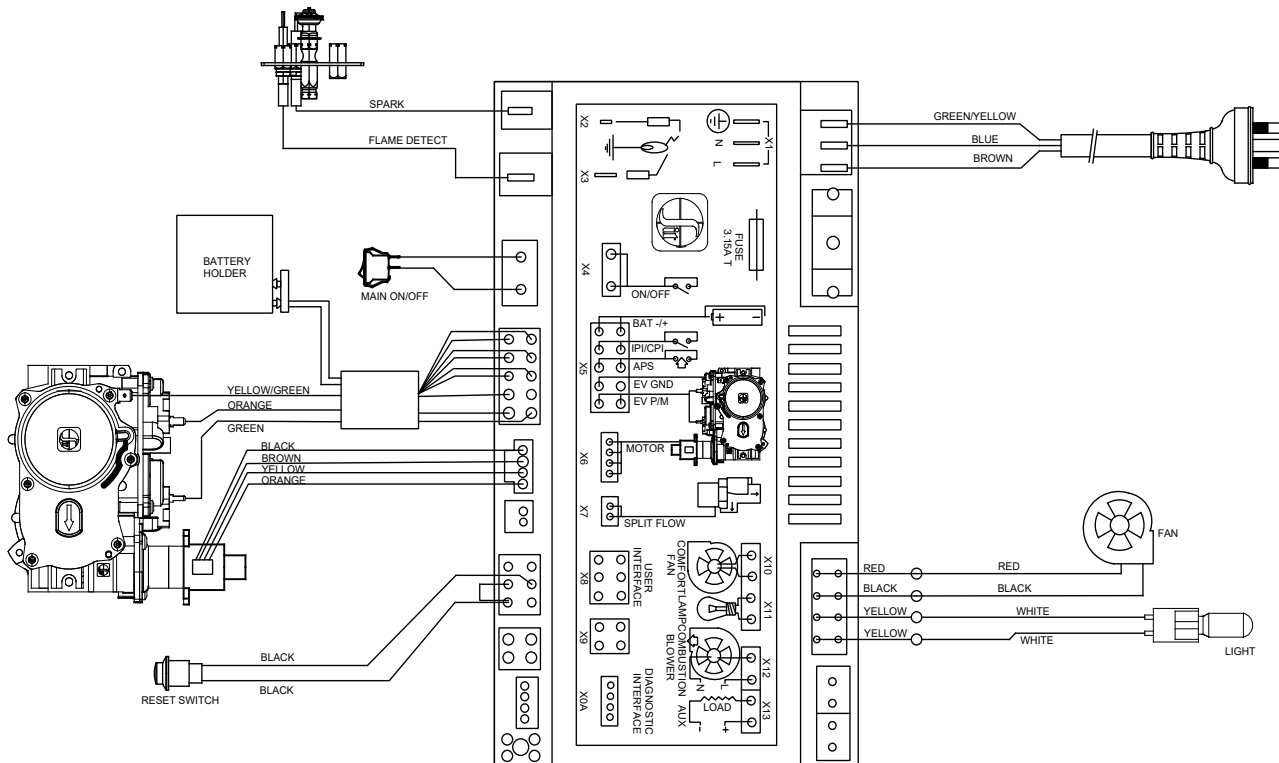 SPARK
FLAME DETECT
BATTERY
HOLDER
MAIN ON/OFF
YELLOW/GREEN
ORANGE
GREEN
BLACK
BROWN
YELLOW
ORANGE
BLACK
BLACK
RESET SWITCH
X2
X3
X1
N
L
FUSE
3.15A T
X4
ON/OFF
X5
BAT -/+
+ −
IPI/CPI
APS
EV GND
EV P/M
X6
MOTOR
X7
SPLIT FLOW
X8
USER
INTERFACE
X9
X0A
DIAGNOSTIC
INTERFACE
COMFORT
FAN
LAMP
COMBUSTION
BLOWER
X10
X11
X12
N
L
X13
AUX
LOAD
- +
GREEN/YELLOW
BLUE
BROWN
RED
RED
BLACK
BLACK
YELLOW
WHITE
YELLOW
WHITE
FAN
LIGHT